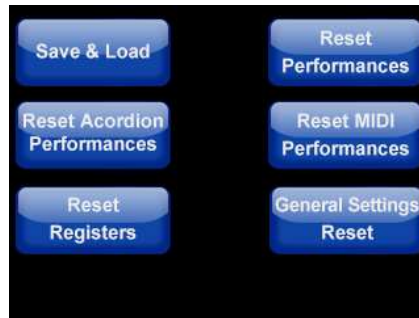 Save & Load
Reset
Performances
Reset Acordion
Performances
Reset MIDI
Performances
Reset
Registers
General Settings
Reset